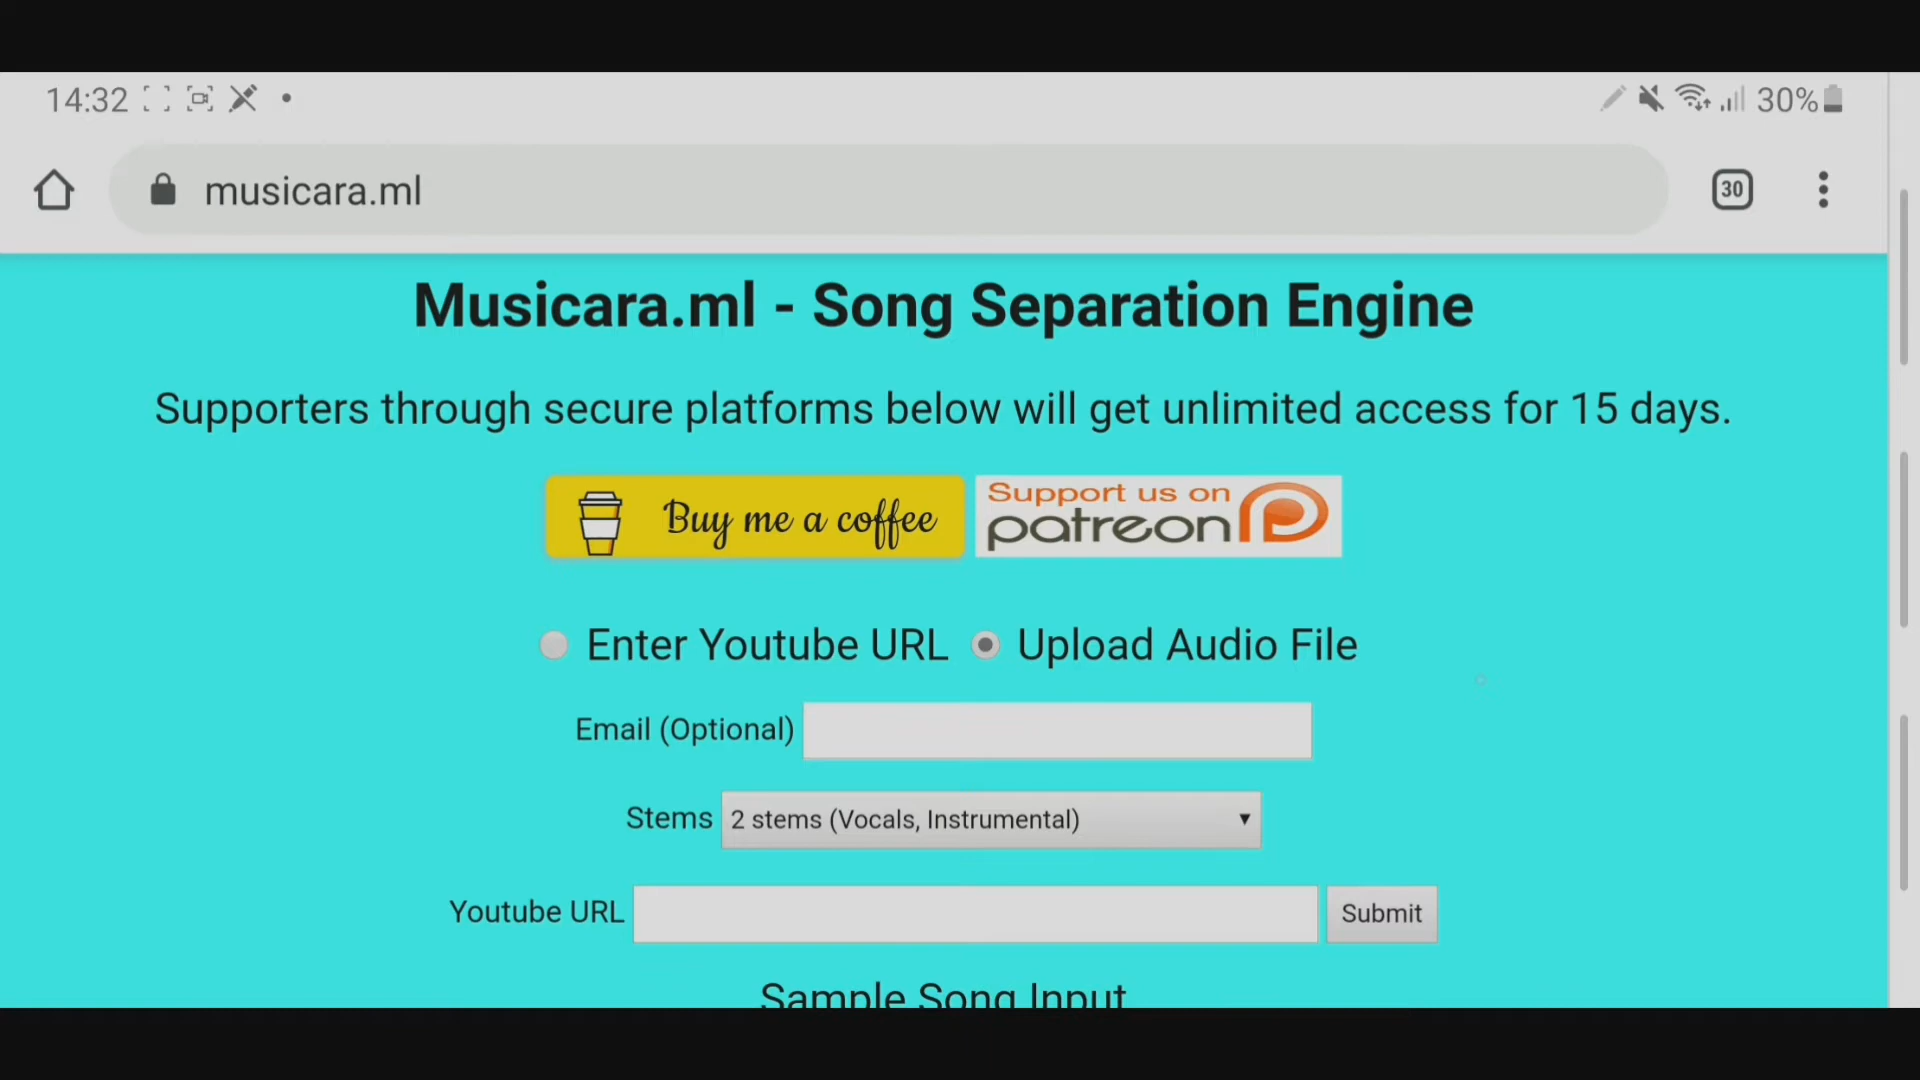 14:32
30%
musicara.ml
30
Musicara.ml - Song Separation Engine
Supporters through secure platforms below will get unlimited access for 15 days.
Buy me a coffee
Support us on
patreon
Enter Youtube URL
Upload Audio File
Email (Optional)
Stems 2 stems (Vocals, Instrumental)
Youtube URL
Submit
Sample Song Input